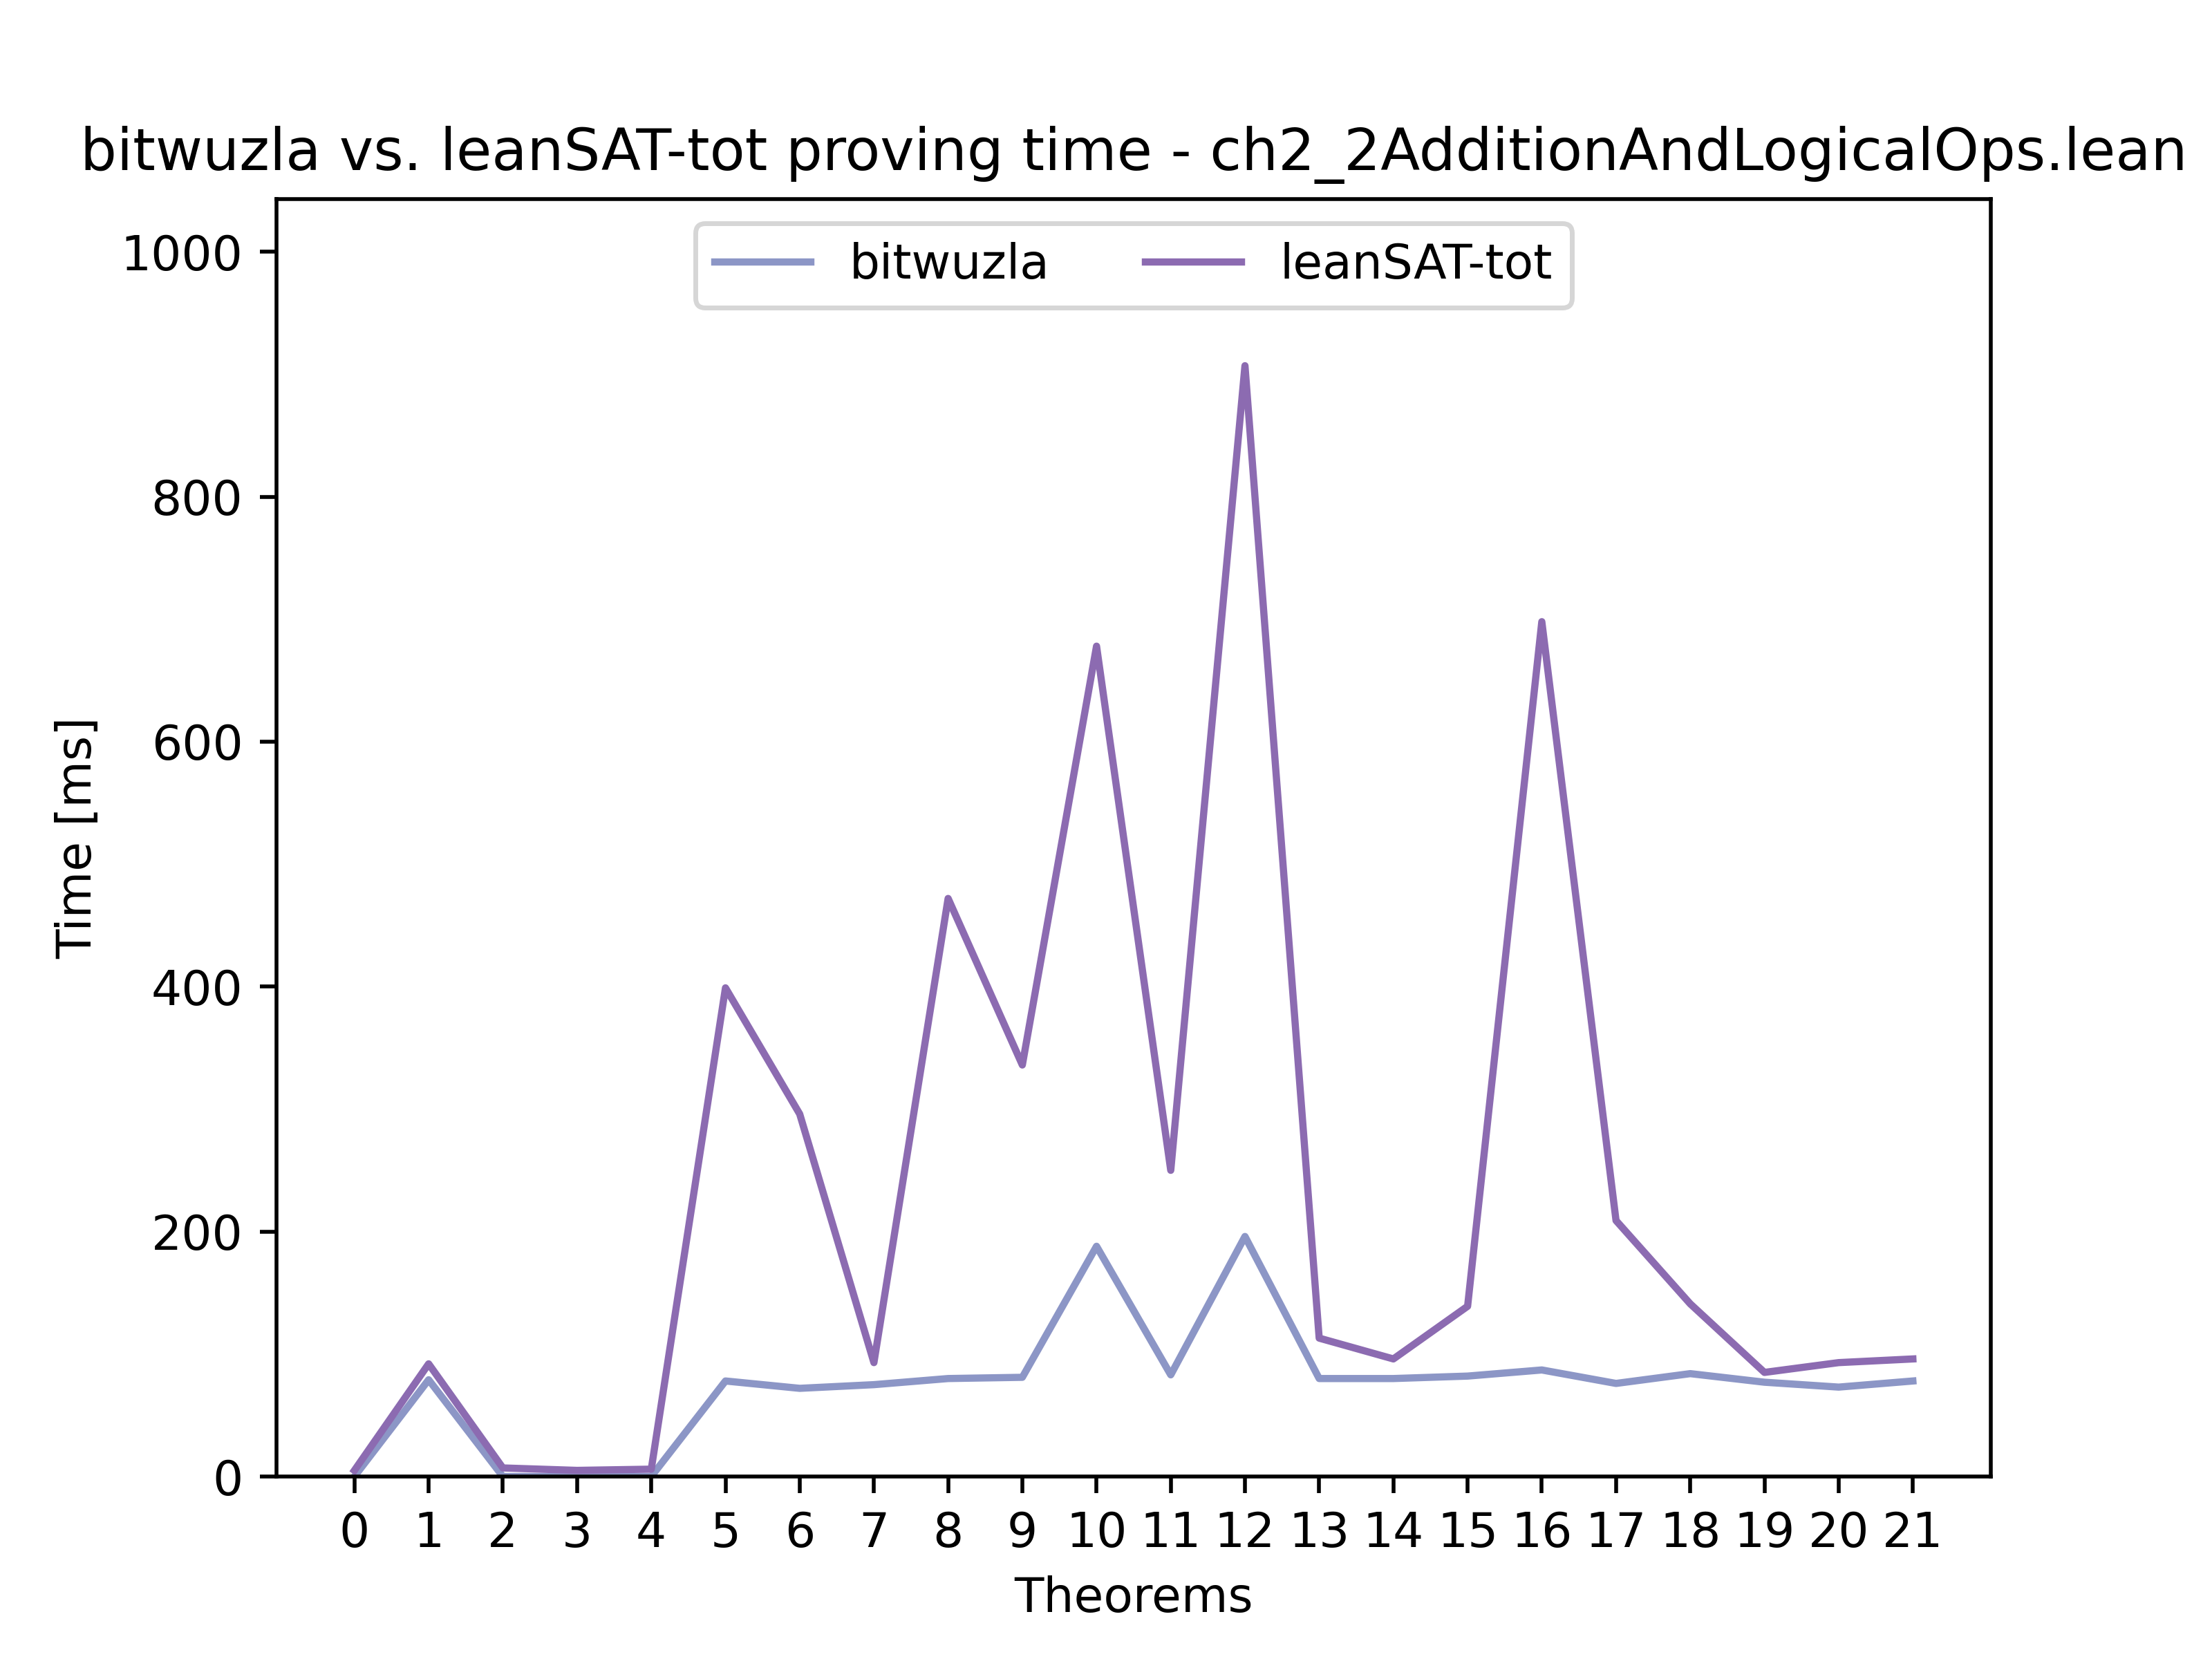 bitwuzla vs. leanSAT-tot proving time - ch2_2AdditionAndLogicalOps.lean
bitwuzla leanSAT-tot
1000
800
600
400
200
0
Time [ms]
0 1 2 3 4 5 6 7 8 9 10 11 12 13 14 15 16 17 18 19 20 21
Theorems